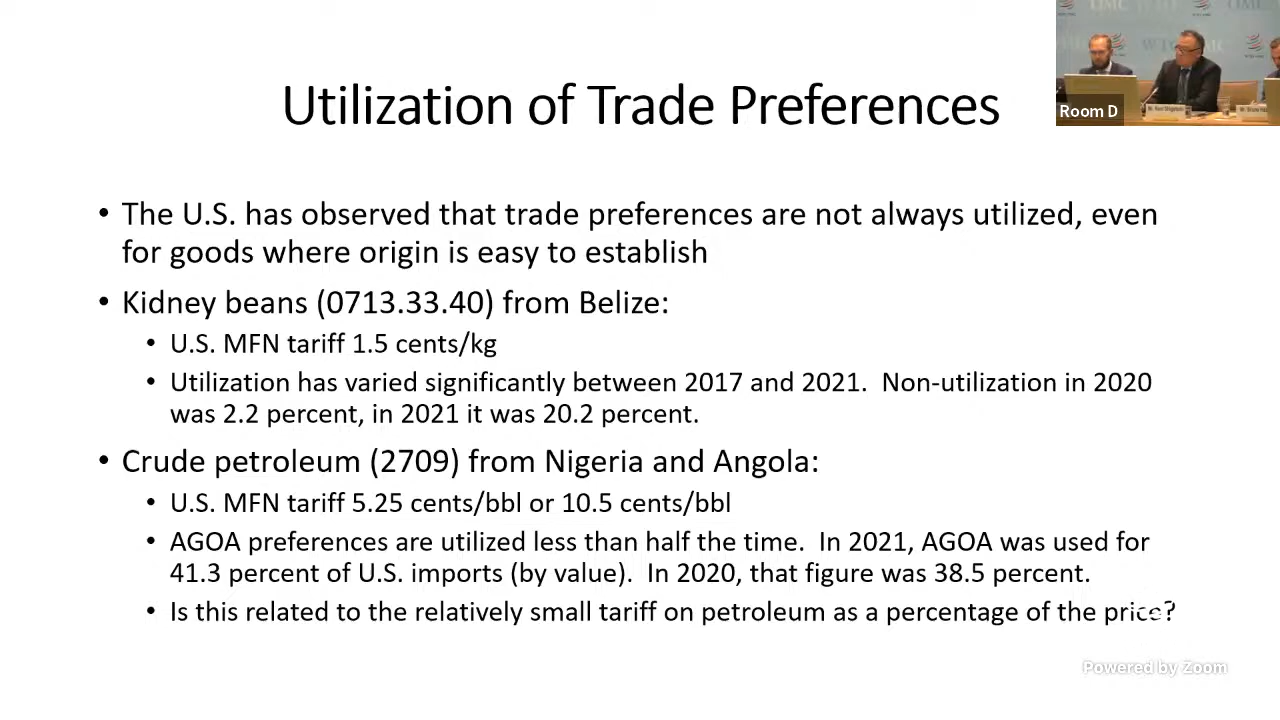 Utilization of Trade Preferences
Room D
• The U.S. has observed that trade preferences are not always utilized, even
for goods where origin is easy to establish
• Kidney beans (0713.33.40) from Belize:
• U.S. MFN tariff 1.5 cents/kg
• Utilization has varied significantly between 2017 and 2021. Non-utilization in 2020
was 2.2 percent, in 2021 it was 20.2 percent.
• Crude petroleum (2709) from Nigeria and Angola:
• U.S. MFN tariff 5.25 cents/bbl or 10.5 cents/bbl
• AGOA preferences are utilized less than half the time. In 2021, AGOA was used for
41.3 percent of U.S. imports (by value). In 2020, that figure was 38.5 percent.
• Is this related to the relatively small tariff on petroleum as a percentage of the price?
Powered by Zoom